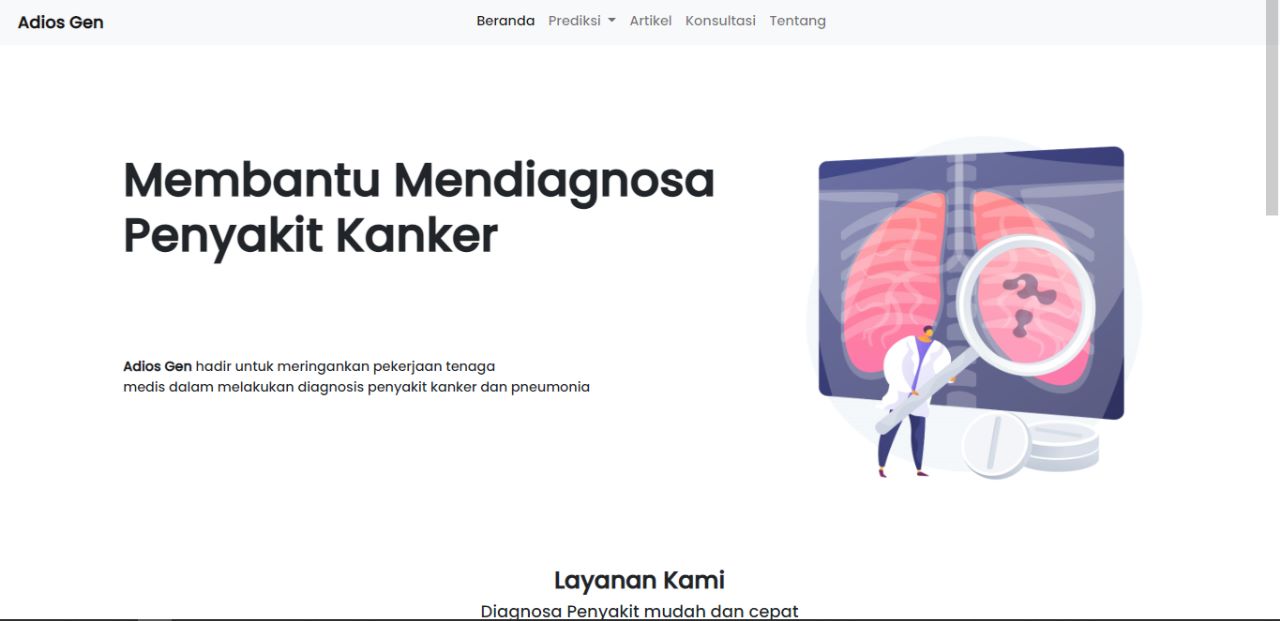 Adios Gen
Beranda Prediksi Artikel Konsultasi Tentang
Membantu Mendiagnosa
Penyakit Kanker
Adios Gen hadir untuk meringankan pekerjaan tenaga
medis dalam melakukan diagnosis penyakit kanker dan pneumonia
Layanan Kami
Diagnosa Penyakit mudah dan cepat